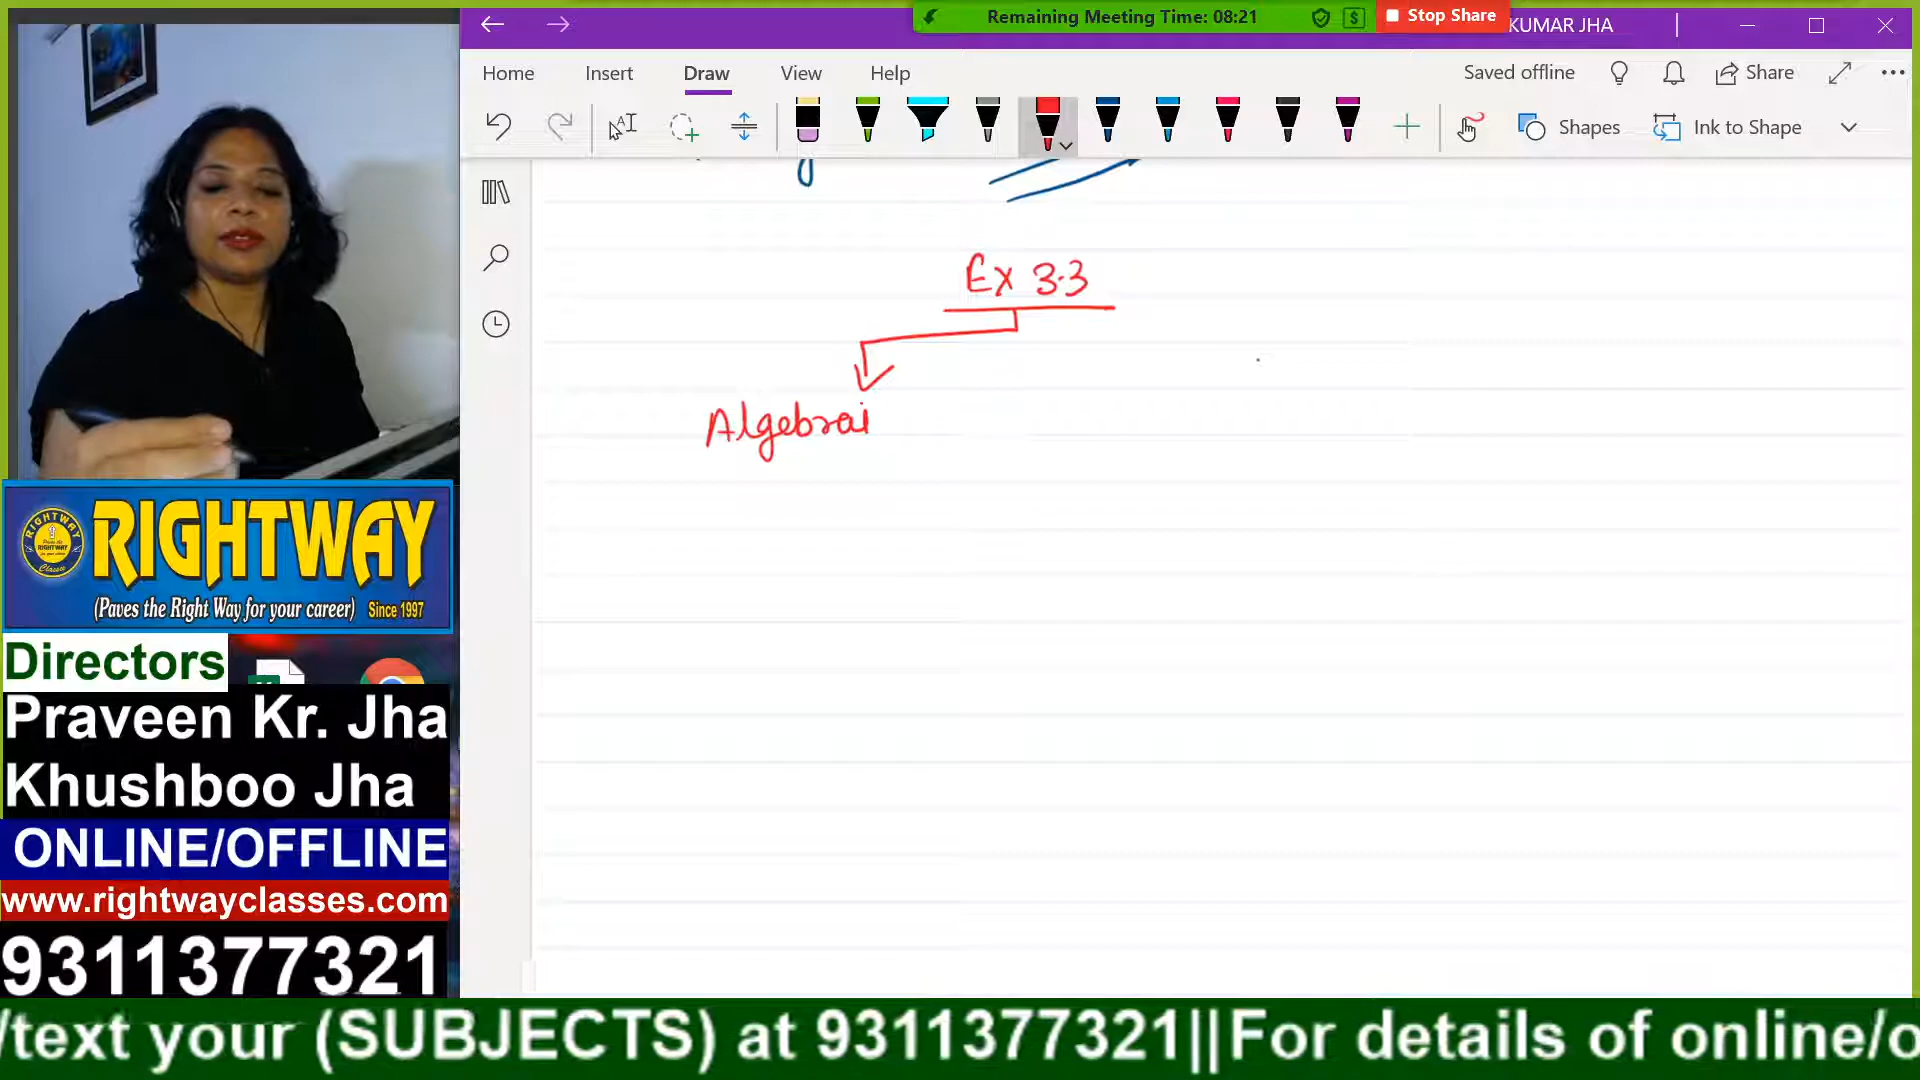 Remaining Meeting Time: 08:21
Stop Share
KUMAR JHA
Home Insert Draw View Help
Saved offline
Share
Shapes
Ink to Shape
Ex 3.3
Algebrai
RIGHTWAY
RIGHTWAY
(Paves the Right Way for your career) Since 1997
Classes
Directors
Praveen Kr. Jha
Khushboo Jha
ONLINE/OFFLINE
www.rightwayclasses.com
9311377321
/text your (SUBJECTS) at 9311377321||For details of online/o